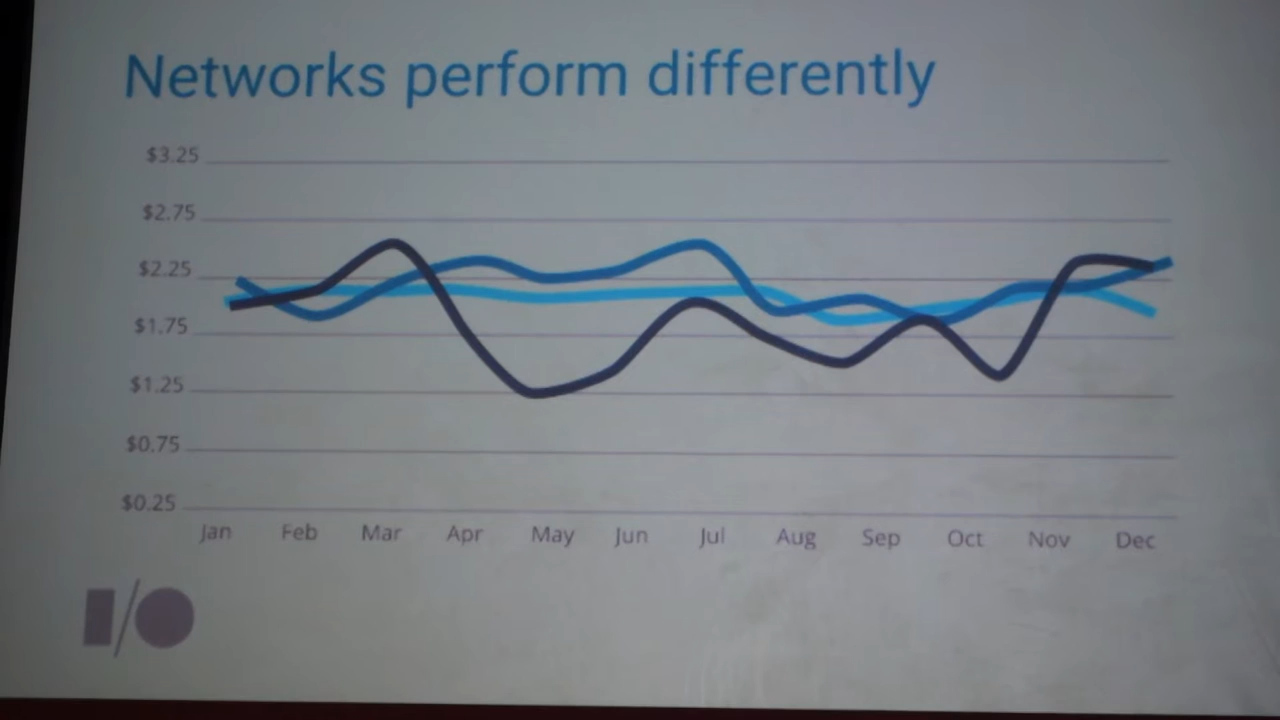 Networks perform differently
$3.25
$2.75
$2.25
$1.75
$1.25
$0.75
$0.25
Jan Feb Mar Apr May Jun Jul Aug Sep Oct Nov Dec
I/O